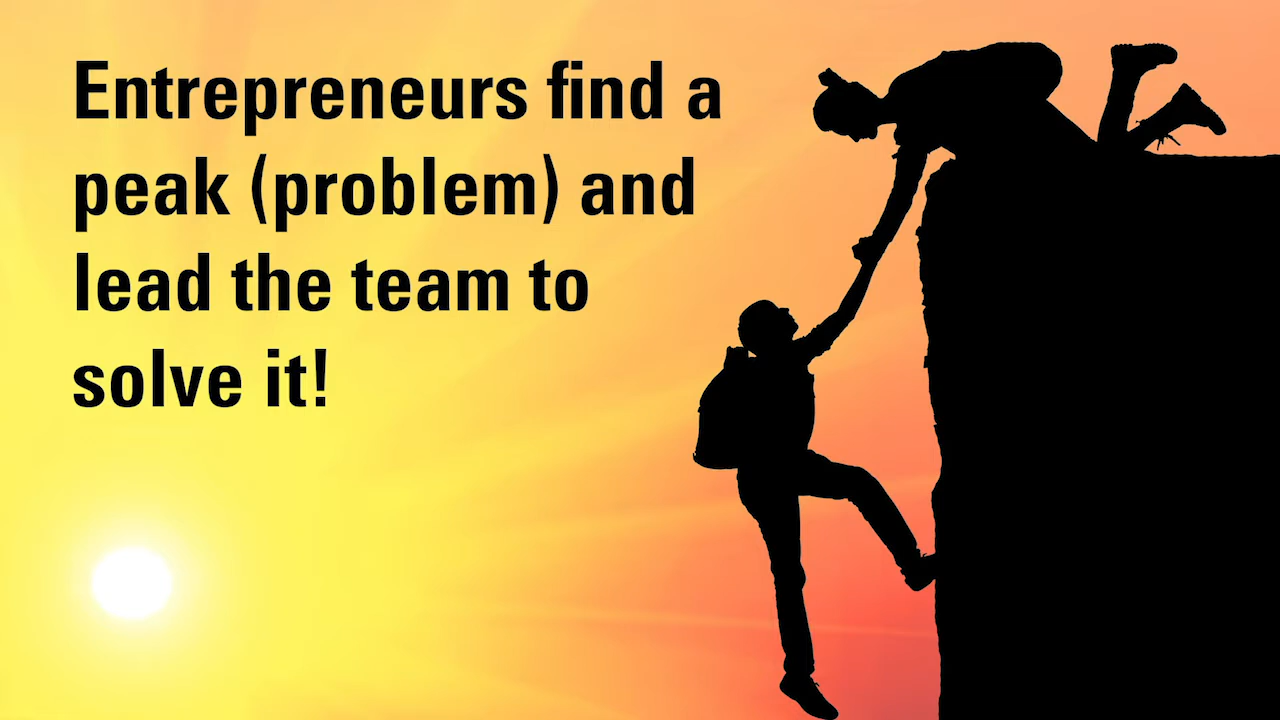 Entrepreneurs find a
peak (problem) and
lead the team to
solve it!